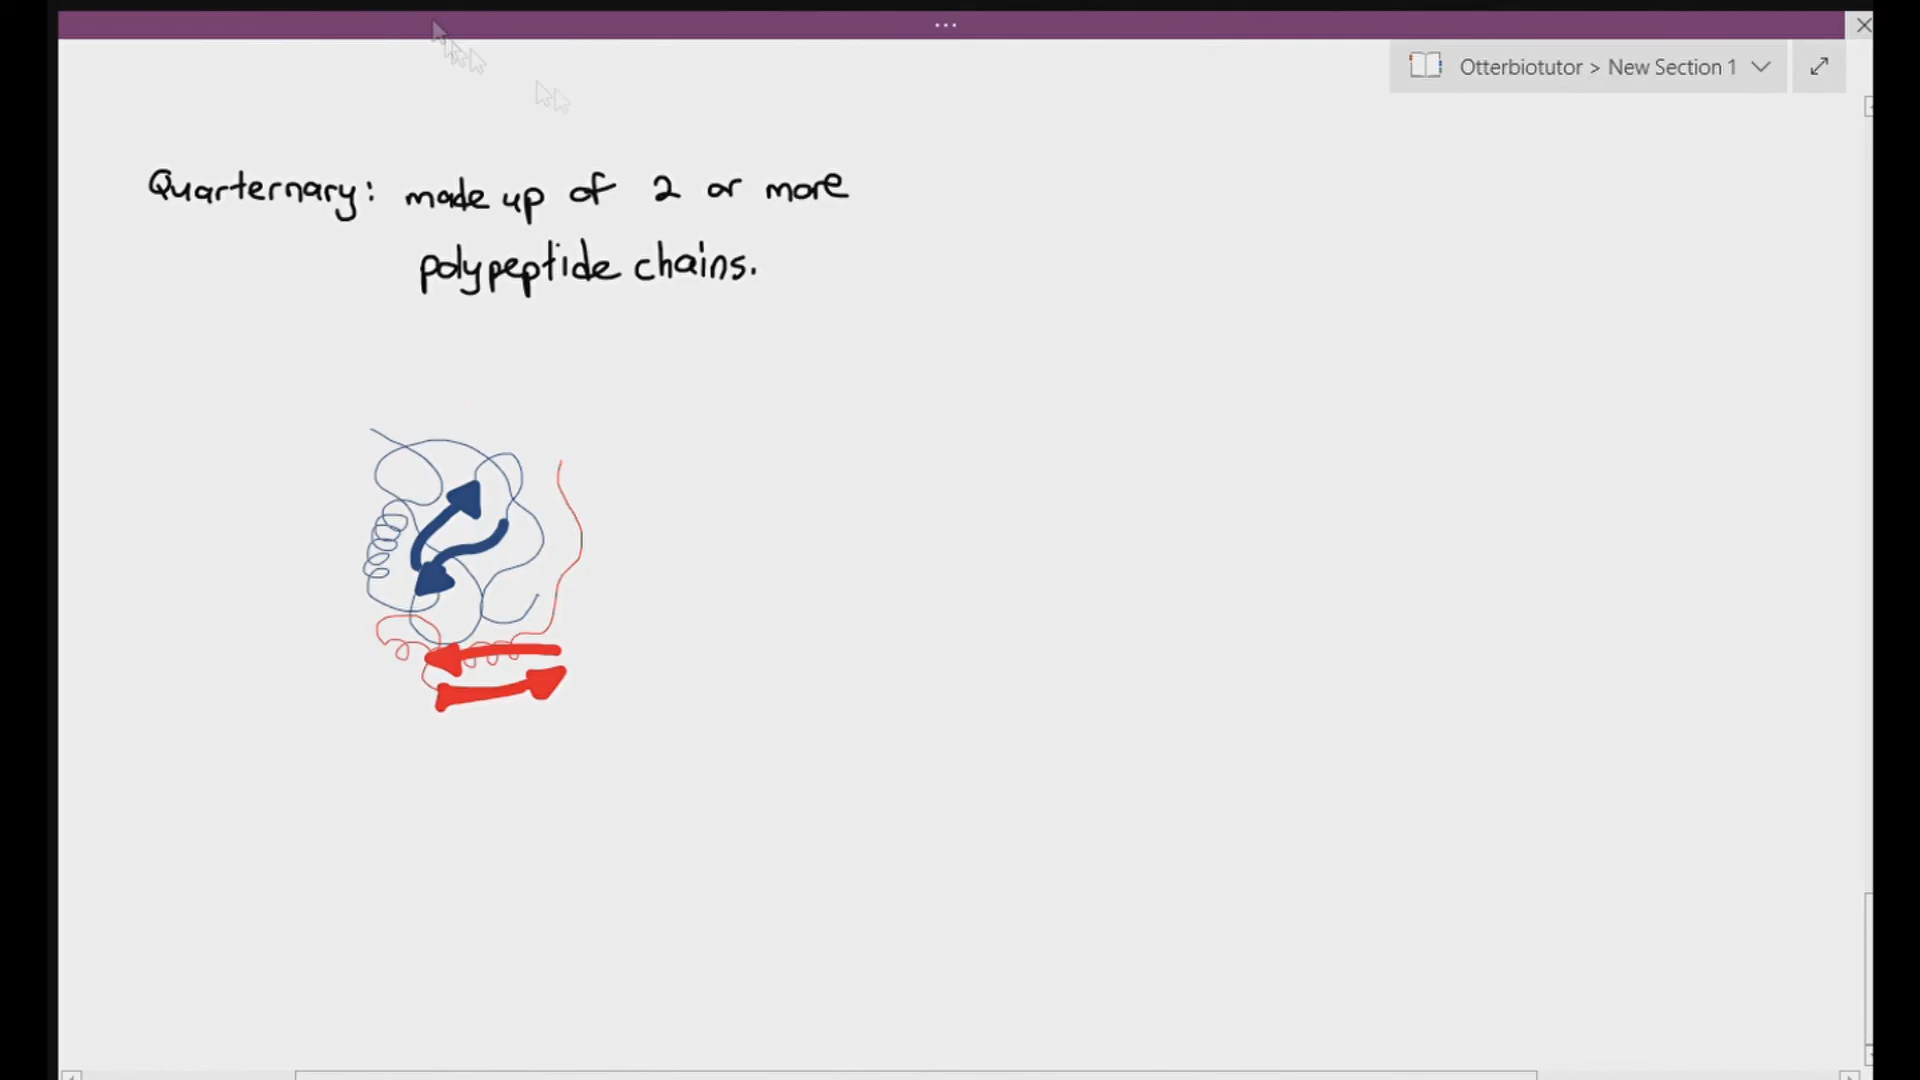 Otterbiotutor > New Section 1
Quarternary: made up of 2 or more
polypeptide chains.